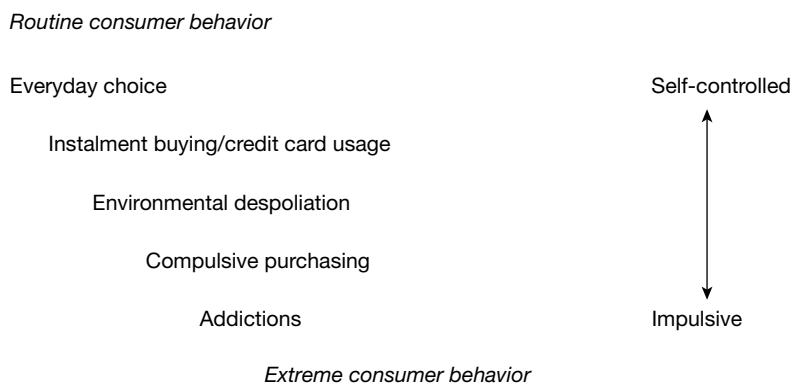 Routine consumer behavior
Everyday choice Self-controlled
Instalment buying/credit card usage
Environmental despoliation
Compulsive purchasing
Addictions Impulsive
Extreme consumer behavior